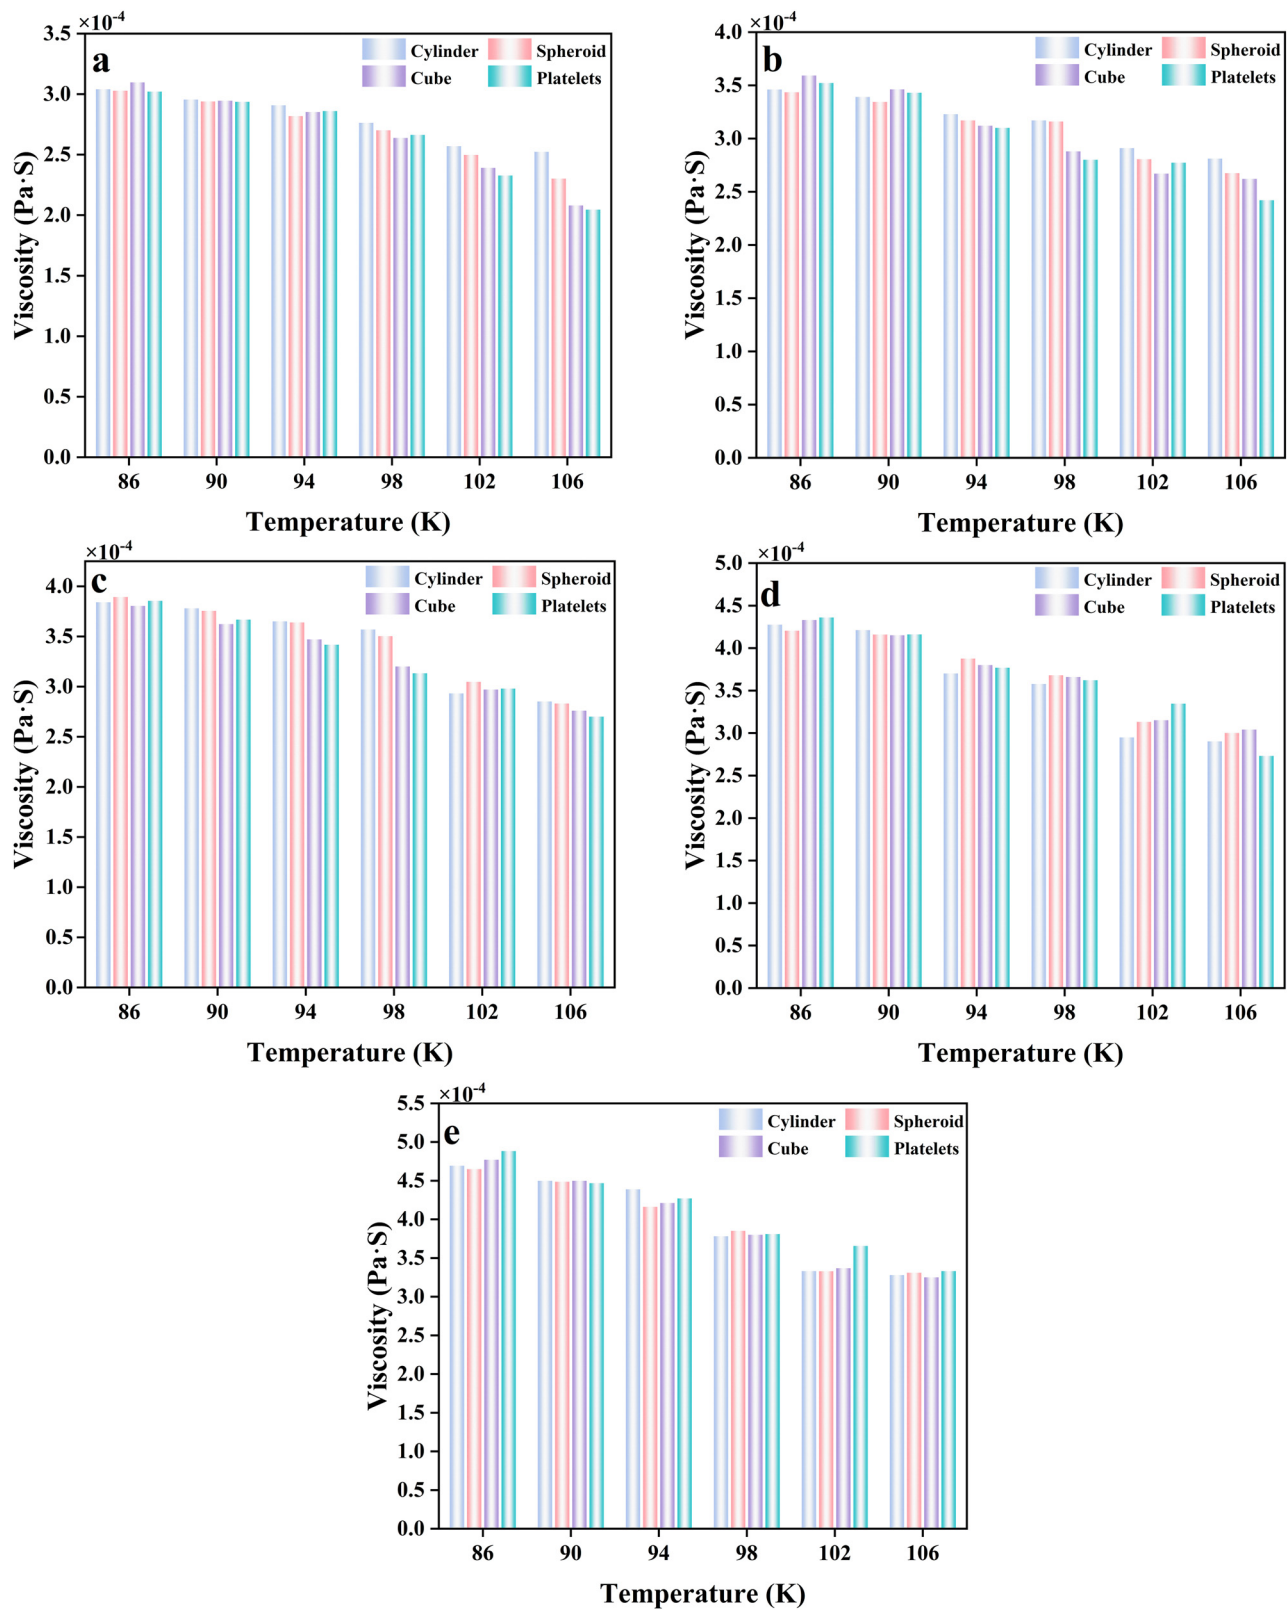 ×10⁻⁴
3.5
3.0
2.5
2.0
1.5
1.0
0.5
0.0
a
Cylinder Spheroid
Cube Platelets
Viscosity (Pa·S)
86 90 94 98 102 106
Temperature (K)
×10⁻⁴
4.0
3.5
3.0
2.5
2.0
1.5
1.0
0.5
0.0
b
Cylinder Spheroid
Cube Platelets
Viscosity (Pa·S)
86 90 94 98 102 106
Temperature (K)
×10⁻⁴
4.0
3.5
3.0
2.5
2.0
1.5
1.0
0.5
0.0
c
Cylinder Spheroid
Cube Platelets
Viscosity (Pa·S)
86 90 94 98 102 106
Temperature (K)
×10⁻⁴
5.0
4.5
4.0
3.5
3.0
2.5
2.0
1.5
1.0
0.5
0.0
d
Cylinder Spheroid
Cube Platelets
Viscosity (Pa·S)
86 90 94 98 102 106
Temperature (K)
×10⁻⁴
5.5
5.0
4.5
4.0
3.5
3.0
2.5
2.0
1.5
1.0
0.5
0.0
e
Cylinder Spheroid
Cube Platelets
Viscosity (Pa·S)
86 90 94 98 102 106
Temperature (K)